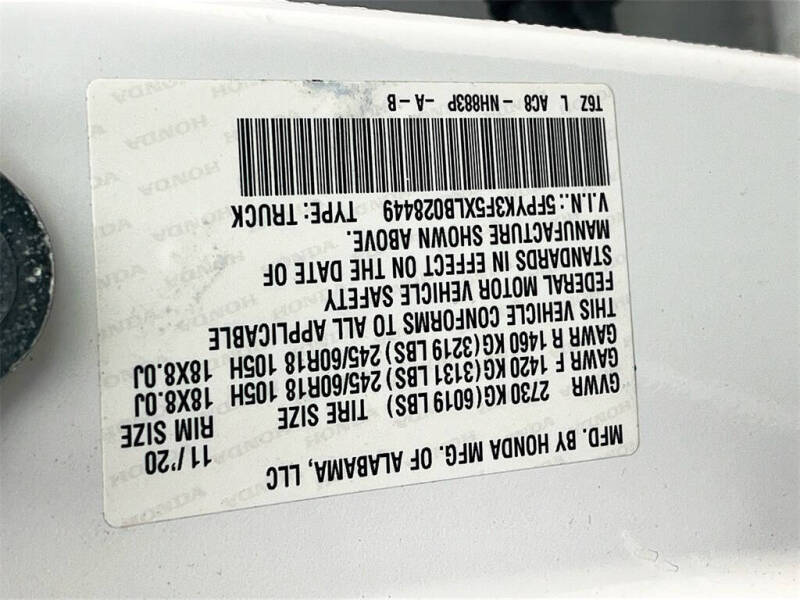 MFD. BY HONDA MFG. OF ALABAMA, LLC 11/'20
GVWR 2730 KG (6019 LBS) TIRE SIZE RIM SIZE
GAWR F 1420 KG (3131 LBS) 245/60R18 105H 18X8.0J
GAWR R 1460 KG (3219 LBS) 245/60R18 105H 18X8.0J
THIS VEHICLE CONFORMS TO ALL APPLICABLE
FEDERAL MOTOR VEHICLE SAFETY
STANDARDS IN EFFECT ON THE DATE OF
MANUFACTURE SHOWN ABOVE.
V.I.N.: 5FPYK3F5XLB028449 TYPE: TRUCK
T6Z L AC8 - NH883P -A-B